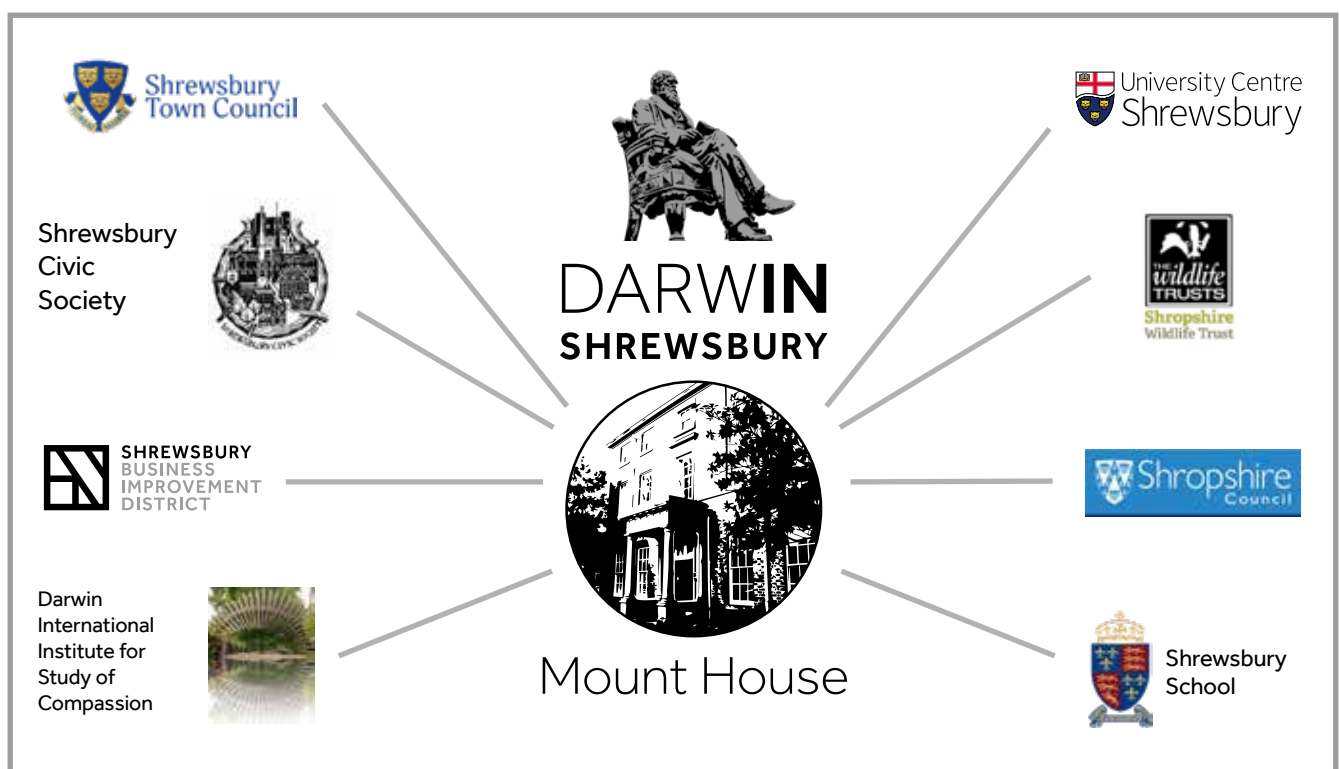 Shrewsbury
Town Council
Shrewsbury
Civic
Society
SHREWSBURY
BUSINESS
IMPROVEMENT
DISTRICT
Darwin
International
Institute for
Study of
Compassion
DARWIN
SHREWSBURY
Mount House
University Centre
Shrewsbury
THE
wildlife
TRUSTS
Shropshire
Wildlife Trust
Shropshire
Council
Shrewsbury
School